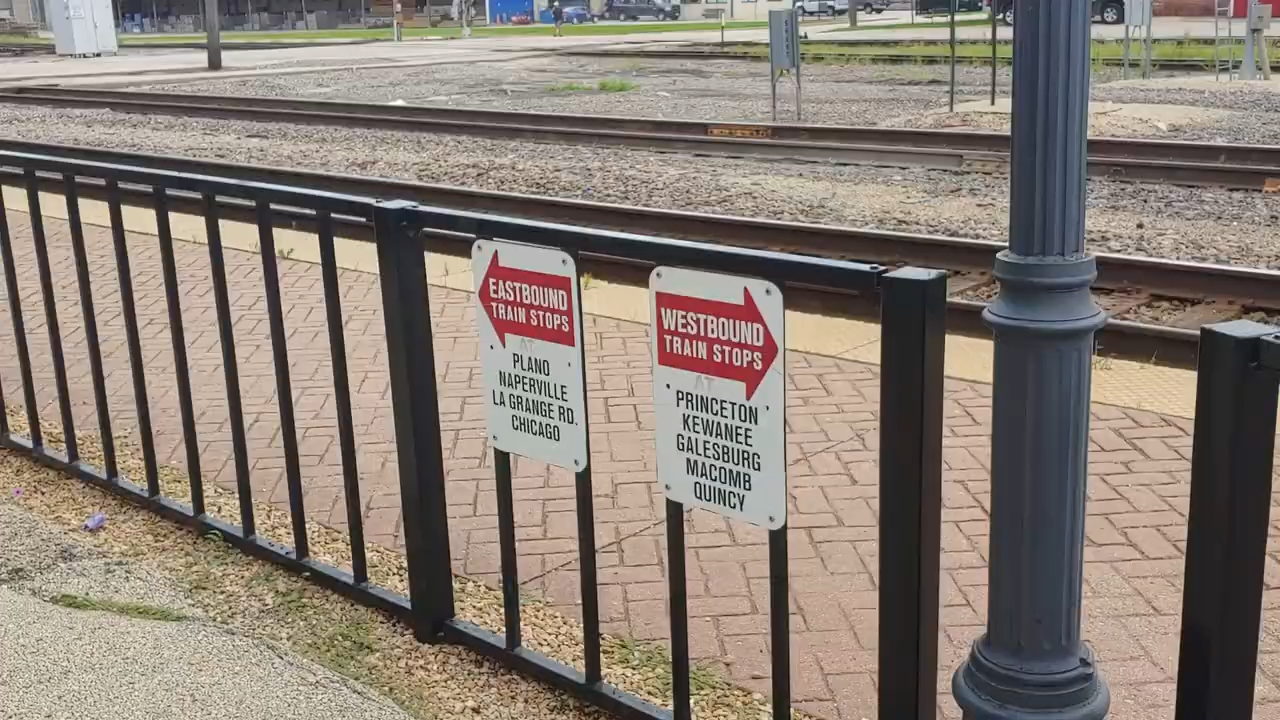 EASTBOUND
TRAIN STOPS
AT
PLANO
NAPERVILLE
LA GRANGE RD.
CHICAGO
WESTBOUND
TRAIN STOPS
AT
PRINCETON
KEWANEE
GALESBURG
MACOMB
QUINCY